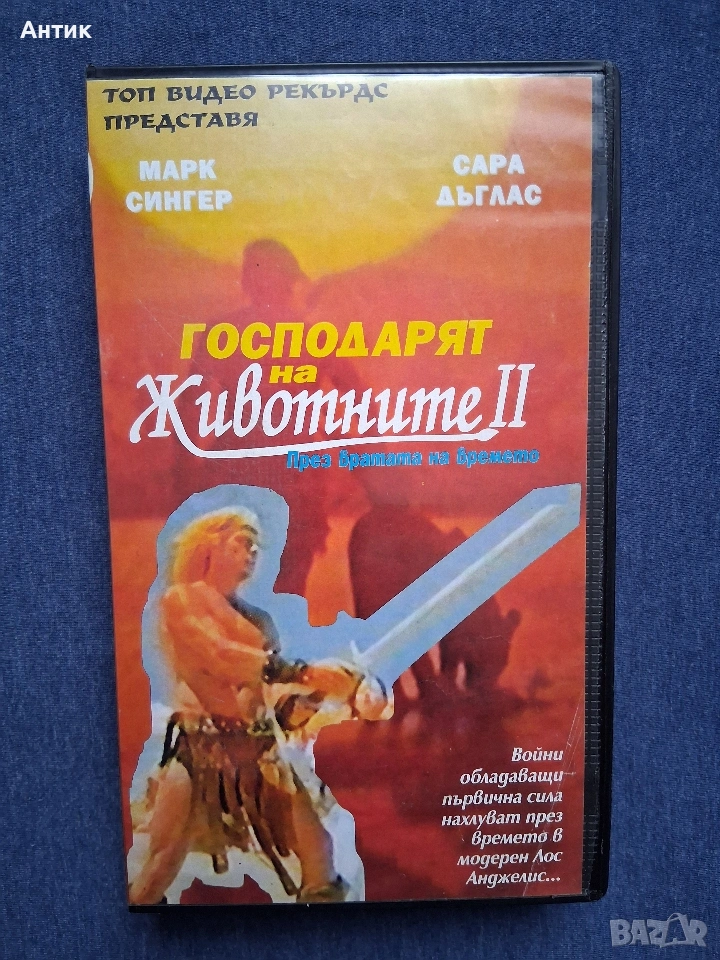 Антик
ТОП ВИДЕО РЕКЪРДС
ПРЕДСТАВЯ
МАРК
СИНГЕР
САРА
ДЪГЛАС
ГОСПОДАРЯТ
на
Животните II
През вратата на времето
Войни
обладаващи
първична сила
нахлуват през
времето в
модерен Лос
Анджелис...
BAZAR